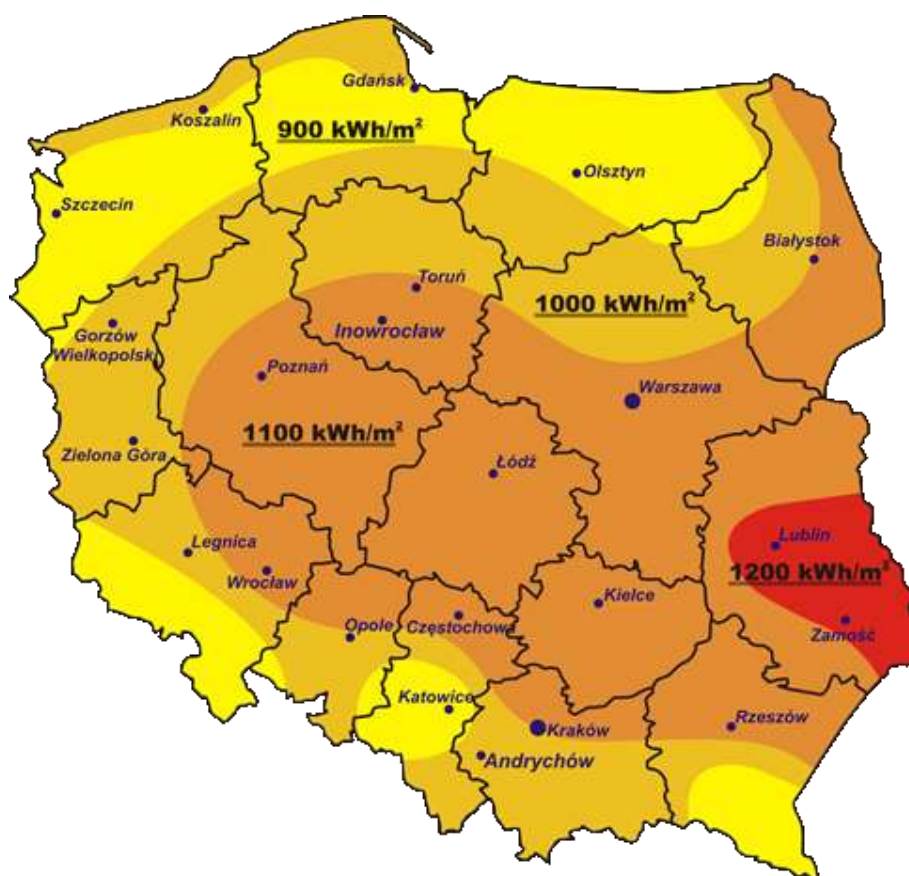 Gdańsk
Koszalin
900 kWh/m²
Olsztyn
Szczecin
Białystok
Toruń
1000 kWh/m²
Inowrocław
Gorzów
Wielkopolski
Poznań
Warszawa
1100 kWh/m²
Zielona Góra
Łódź
Legnica
Lublin
Wrocław
1200 kWh/m²
Kielce
Opole
Częstochowa
Zamość
Katowice
Rzeszów
Kraków
Andrychów